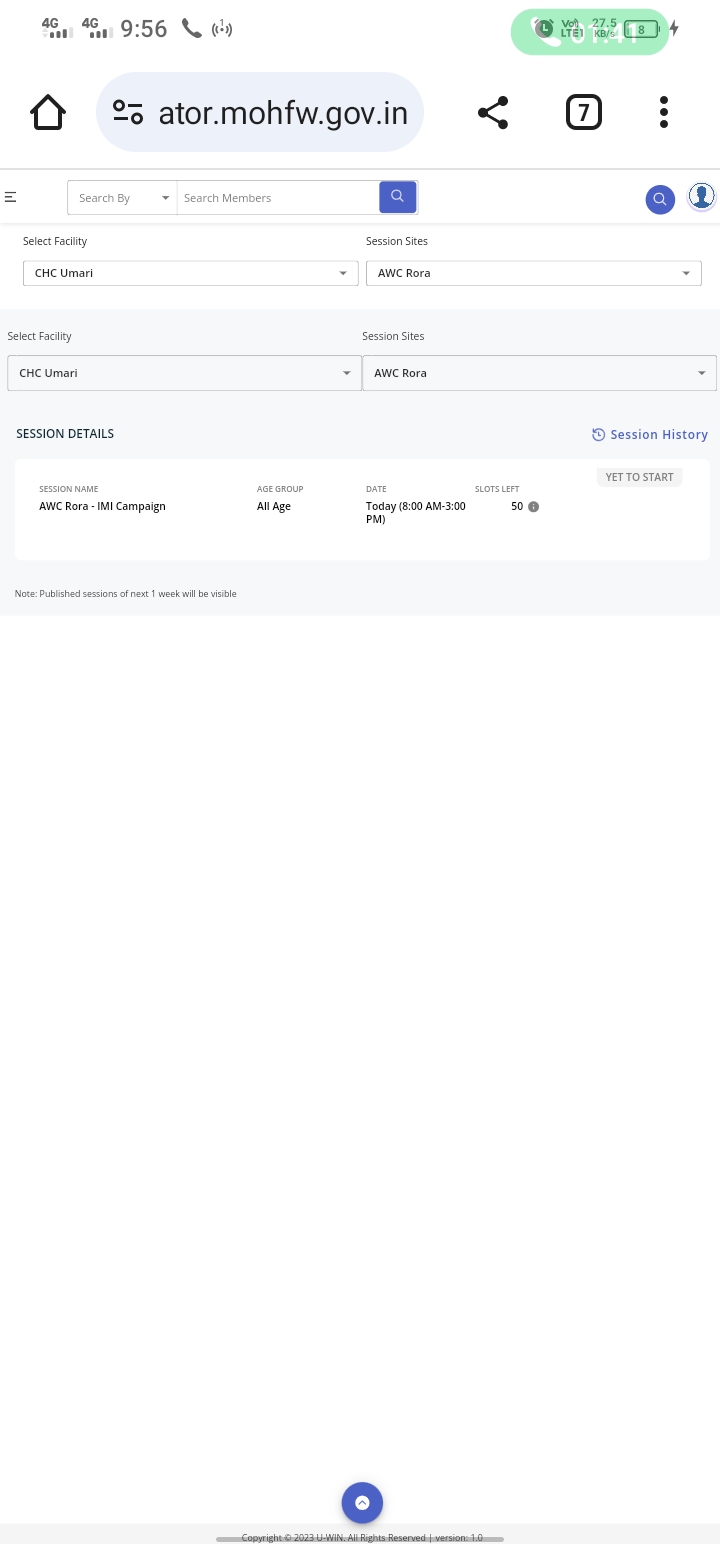 4G 4G 9:56 1 01:41 27.5 KB/s 8
ator.mohfw.gov.in 7
Search By Search Members
Select Facility Session Sites
CHC Umari AWC Rora
Select Facility Session Sites
CHC Umari AWC Rora
SESSION DETAILS Session History
YET TO START
SESSION NAME AGE GROUP DATE SLOTS LEFT
AWC Rora - IMI Campaign All Age Today (8:00 AM-3:00 50
PM)
Note: Published sessions of next 1 week will be visible
Copyright © 2023 U-WIN. All Rights Reserved | version: 1.0